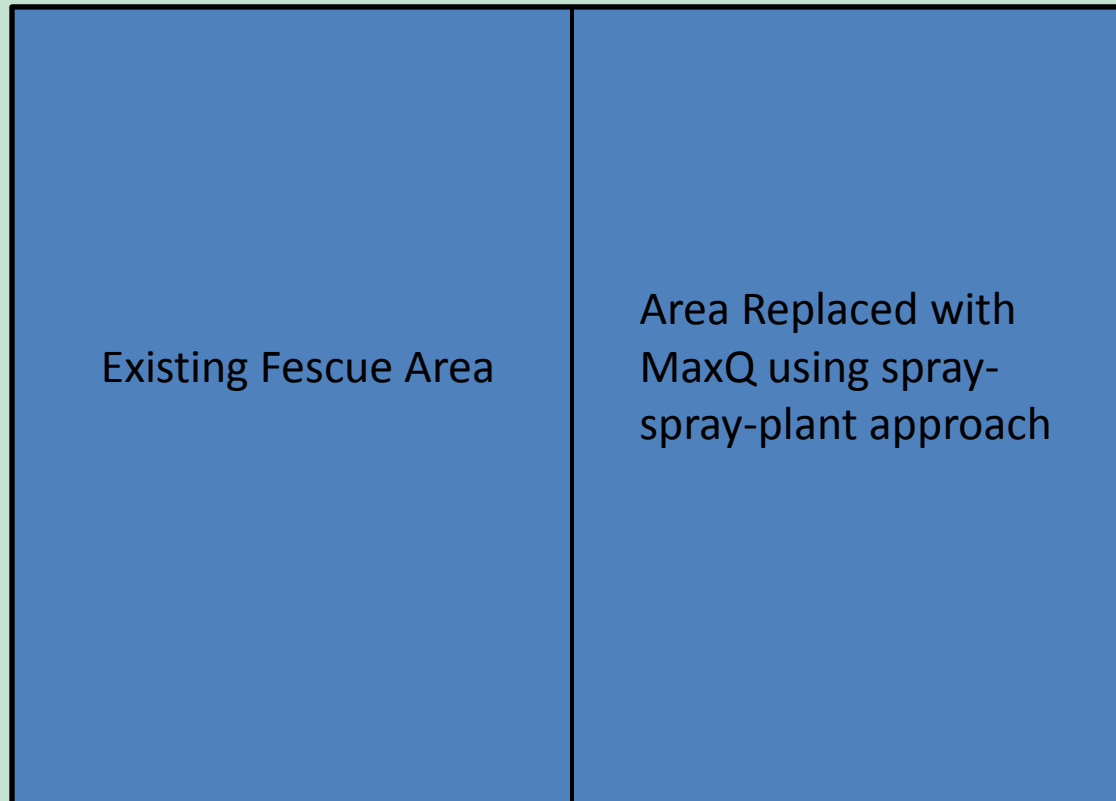 Existing Fescue Area
Area Replaced with
MaxQ using spray-
spray-plant approach